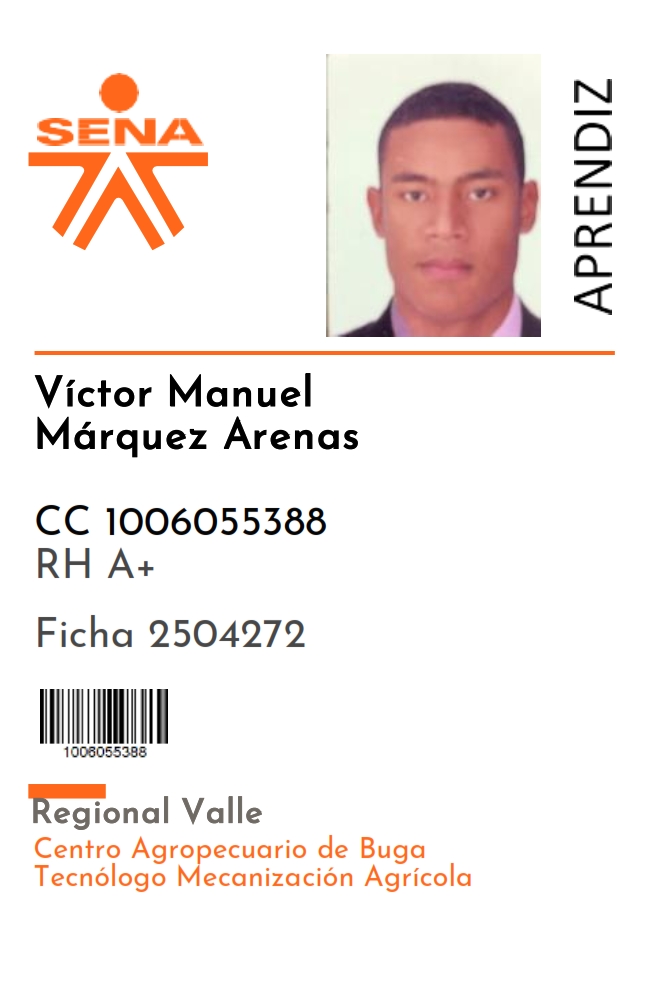 SENA
APRENDIZ
Víctor Manuel
Márquez Arenas
CC 1006055388
RH A+
Ficha 2504272
1006055388
Regional Valle
Centro Agropecuario de Buga
Tecnólogo Mecanización Agrícola